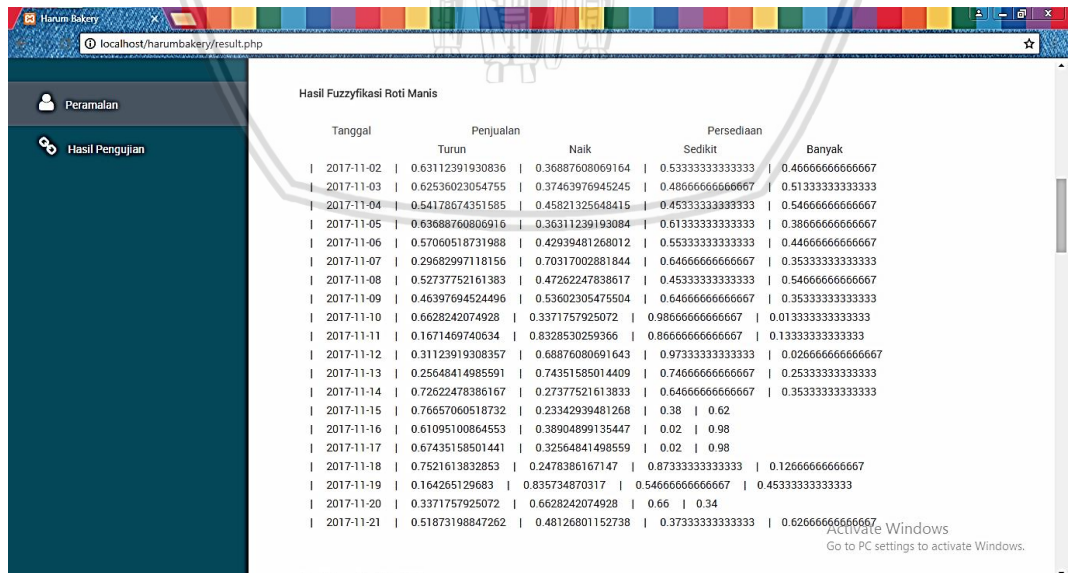 Harum Bakery
localhost/harumbakery/result.php
Peramalan
Hasil Pengujian
Hasil Fuzzyfikasi Roti Manis
Tanggal Penjualan Persediaan
Turun Naik Sedikit Banyak
| 2017-11-02 | 0.63112391930836 | 0.36887608069164 | 0.53333333333333 | 0.46666666666667
| 2017-11-03 | 0.62536023054755 | 0.37463976945245 | 0.48666666666667 | 0.51333333333333
| 2017-11-04 | 0.54178674351585 | 0.45821325648415 | 0.45333333333333 | 0.54666666666667
| 2017-11-05 | 0.63688760806916 | 0.36311239193084 | 0.61333333333333 | 0.38666666666667
| 2017-11-06 | 0.57060518731988 | 0.42939481268012 | 0.55333333333333 | 0.44666666666667
| 2017-11-07 | 0.29682997118156 | 0.70317002881844 | 0.64666666666667 | 0.35333333333333
| 2017-11-08 | 0.52737752161383 | 0.47262247838617 | 0.45333333333333 | 0.54666666666667
| 2017-11-09 | 0.46397694524496 | 0.53602305475504 | 0.64666666666667 | 0.35333333333333
| 2017-11-10 | 0.6628242074928 | 0.3371757925072 | 0.98666666666667 | 0.013333333333333
| 2017-11-11 | 0.1671469740634 | 0.8328530259366 | 0.86666666666667 | 0.13333333333333
| 2017-11-12 | 0.31123919308357 | 0.68876080691643 | 0.97333333333333 | 0.026666666666667
| 2017-11-13 | 0.25648414985591 | 0.74351585014409 | 0.74666666666667 | 0.25333333333333
| 2017-11-14 | 0.72622478386167 | 0.27377521613833 | 0.64666666666667 | 0.35333333333333
| 2017-11-15 | 0.76657060518732 | 0.23342939481268 | 0.38 | 0.62
| 2017-11-16 | 0.61095100864553 | 0.38904899135447 | 0.02 | 0.98
| 2017-11-17 | 0.67435158501441 | 0.32564841498559 | 0.02 | 0.98
| 2017-11-18 | 0.7521613832853 | 0.2478386167147 | 0.87333333333333 | 0.12666666666667
| 2017-11-19 | 0.164265129683 | 0.835734870317 | 0.54666666666667 | 0.45333333333333
| 2017-11-20 | 0.3371757925072 | 0.6628242074928 | 0.66 | 0.34
| 2017-11-21 | 0.51873198847262 | 0.48126801152738 | 0.37333333333333 | 0.62666666666667
Activate Windows
Go to PC settings to activate Windows.